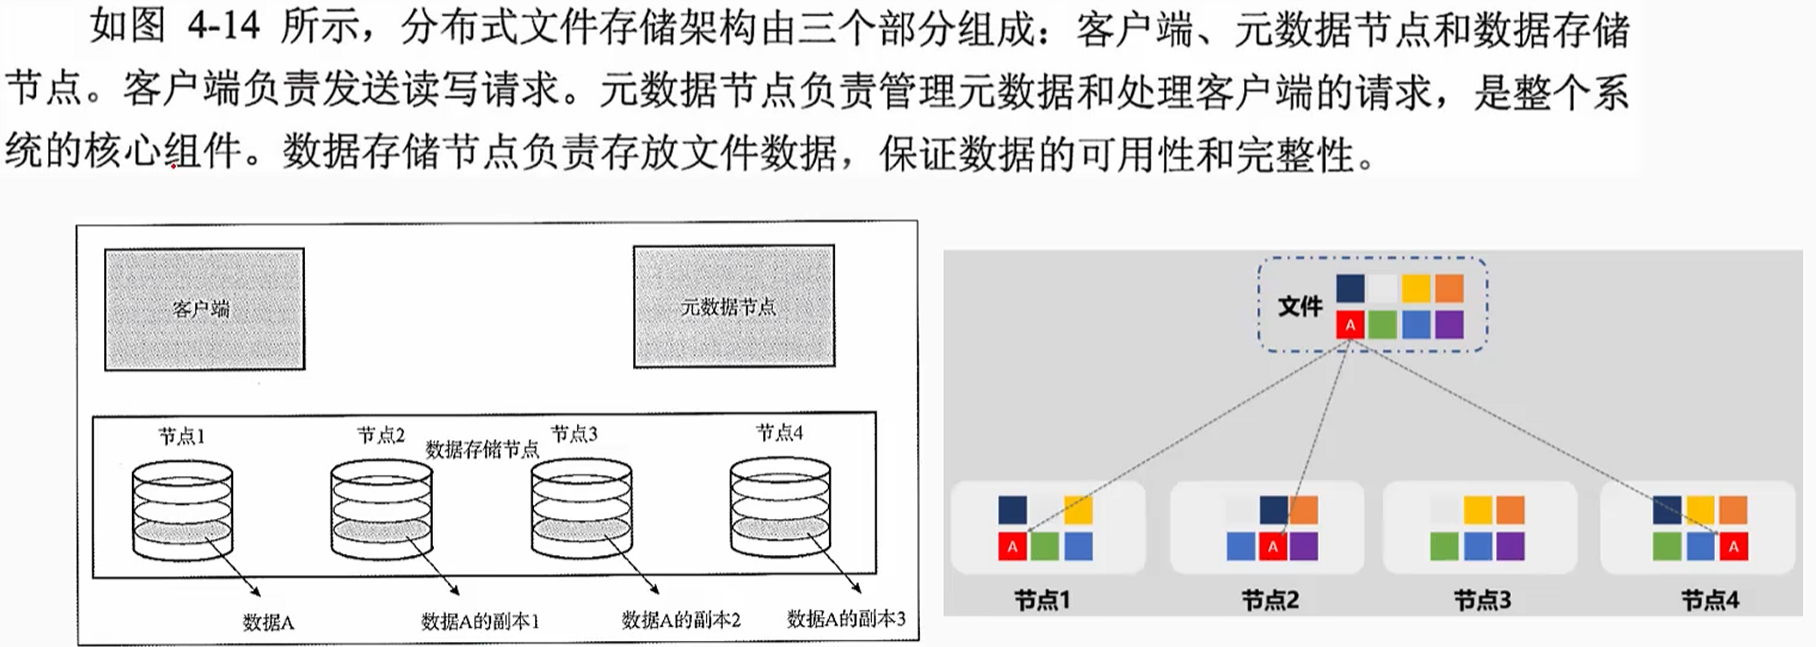 如图 4-14 所示，分布式文件存储架构由三个部分组成：客户端、元数据节点和数据存储
节点。客户端负责发送读写请求。元数据节点负责管理元数据和处理客户端的请求，是整个系
统的核心组件。数据存储节点负责存放文件数据，保证数据的可用性和完整性。
客户端
元数据节点
节点1
节点2
数据存储节点
节点3
节点4
数据A
数据A的副本1
数据A的副本2
数据A的副本3
文件
A
A
A
A
节点1
节点2
节点3
节点4